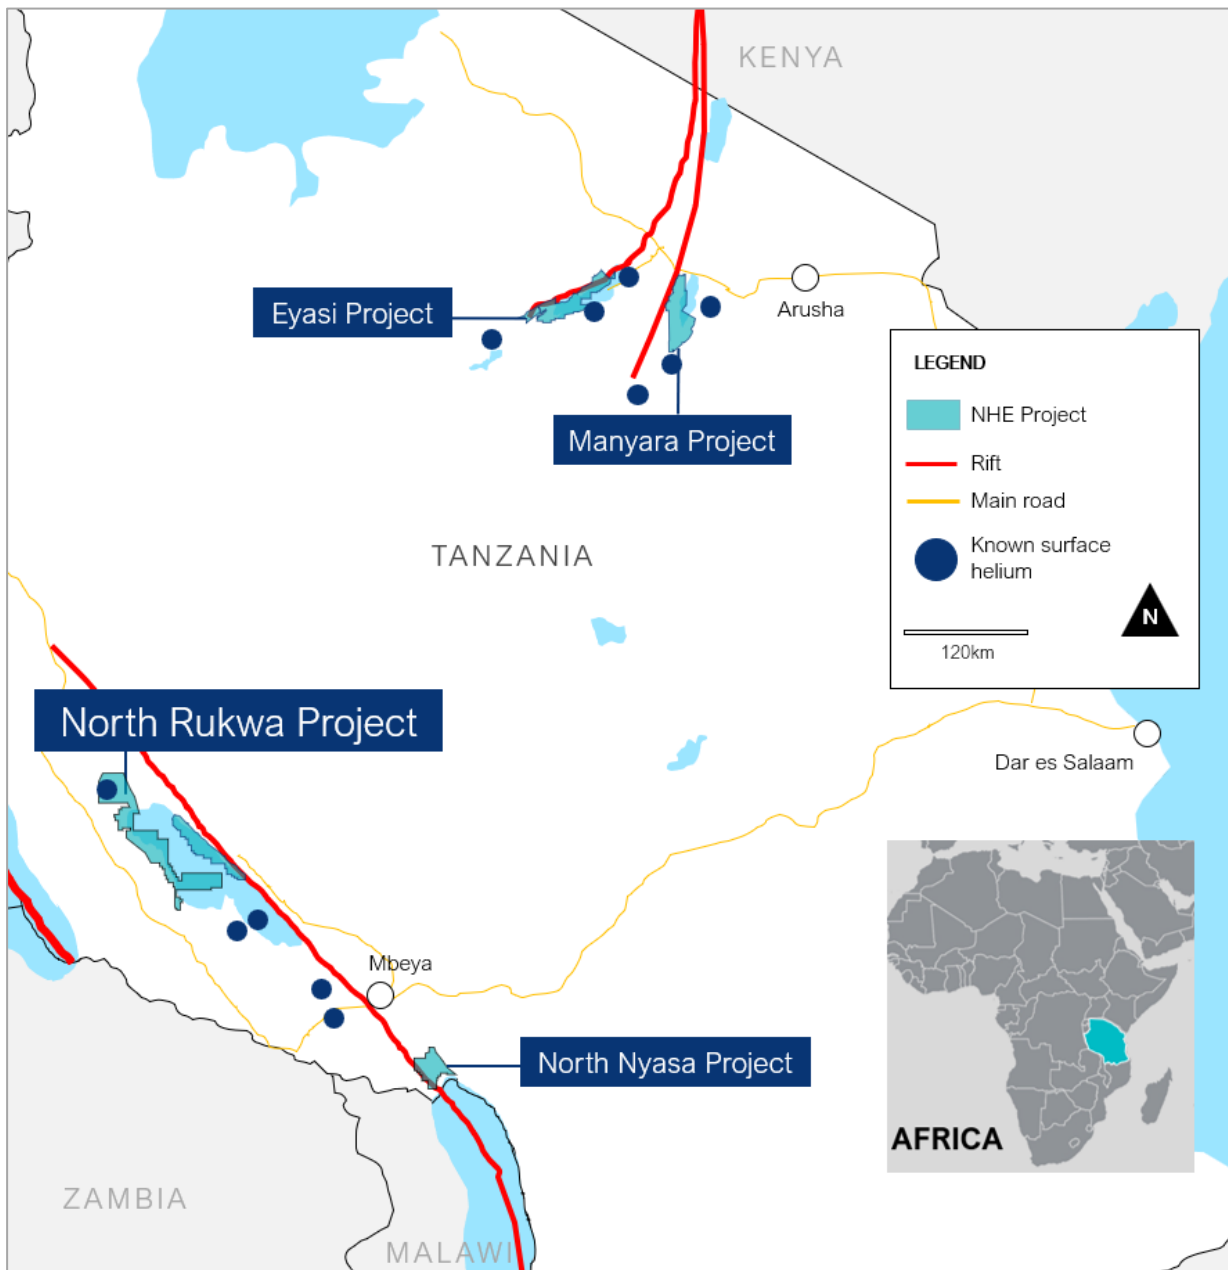 KENYA
Arusha
Eyasi Project
Manyara Project
LEGEND
NHE Project
Rift
Main road
Known surface
helium
N
120km
TANZANIA
North Rukwa Project
Dar es Salaam
Mbeya
North Nyasa Project
AFRICA
ZAMBIA
MALAWI